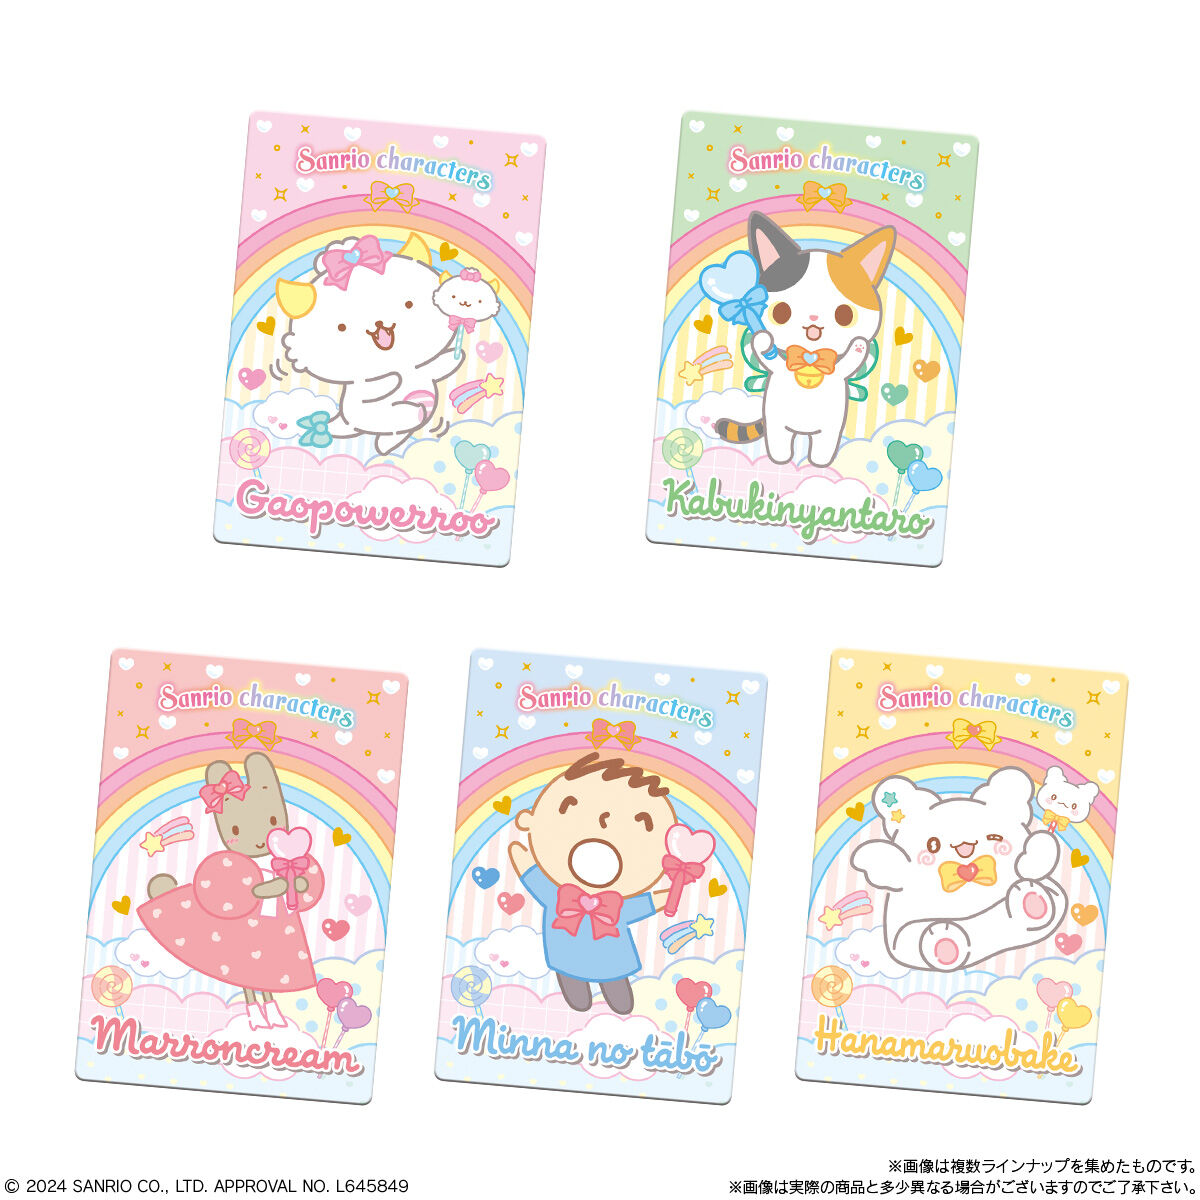 Sanrio characters
Gaopowerroo
Sanrio characters
Kabukinyantaro
Sanrio characters
Marroncream
Sanrio characters
Minna no tābō
Sanrio characters
Hanamaruobake
※画像は複数ラインナップを集めたものです。
© 2024 SANRIO CO., LTD. APPROVAL NO. L645849
※画像は実際の商品と多少異なる場合がございますのでご了承下さい。